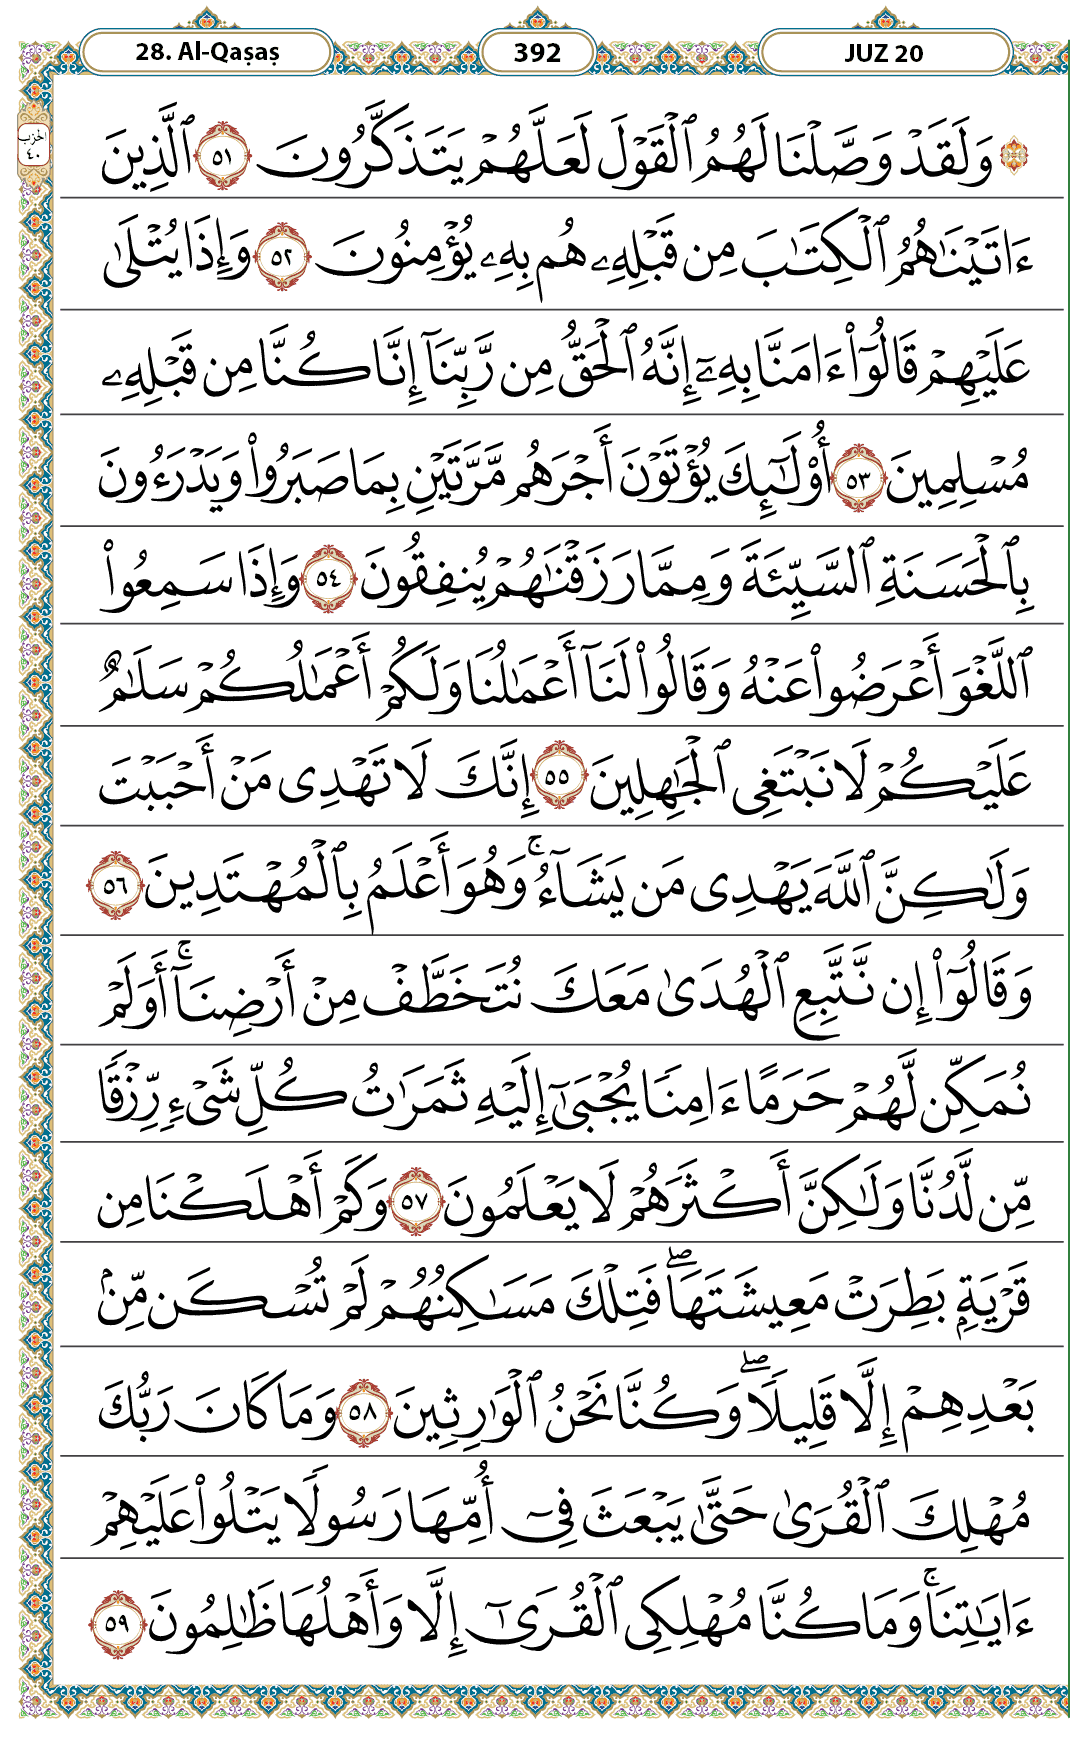 28. Al-Qaṣaṣ 392 JUZ 20
الحزب
٤٠
۞ وَلَقَدْ وَصَّلْنَا لَهُمُ ٱلْقَوْلَ لَعَلَّهُمْ يَتَذَكَّرُونَ ٥١ ٱلَّذِينَ
ءَاتَيْنَـٰهُمُ ٱلْكِتَـٰبَ مِن قَبْلِهِۦ هُم بِهِۦ يُؤْمِنُونَ ٥٢ وَإِذَا يُتْلَىٰ
عَلَيْهِمْ قَالُوٓا۟ ءَامَنَّا بِهِۦٓ إِنَّهُ ٱلْحَقُّ مِن رَّبِّنَآ إِنَّا كُنَّا مِن قَبْلِهِۦ
مُسْلِمِينَ ٥٣ أُو۟لَـٰٓئِكَ يُؤْتَوْنَ أَجْرَهُم مَّرَّتَيْنِ بِمَا صَبَرُوا۟ وَيَدْرَءُونَ
بِٱلْحَسَنَةِ ٱلسَّيِّئَةَ وَمِمَّا رَزَقْنَـٰهُمْ يُنفِقُونَ ٥٤ وَإِذَا سَمِعُوا۟
ٱللَّغْوَ أَعْرَضُوا۟ عَنْهُ وَقَالُوا۟ لَنَآ أَعْمَـٰلُنَا وَلَكُمْ أَعْمَـٰلُكُمْ سَلَـٰمٌ
عَلَيْكُمْ لَا نَبْتَغِى ٱلْجَـٰهِلِينَ ٥٥ إِنَّكَ لَا تَهْدِى مَنْ أَحْبَبْتَ
وَلَـٰكِنَّ ٱللَّهَ يَهْدِى مَن يَشَآءُ ۚ وَهُوَ أَعْلَمُ بِٱلْمُهْتَدِينَ ٥٦
وَقَالُوٓا۟ إِن نَّتَّبِعِ ٱلْهُدَىٰ مَعَكَ نُتَخَطَّفْ مِنْ أَرْضِنَآ ۚ أَوَلَمْ
نُمَكِّن لَّهُمْ حَرَمًا ءَامِنًا يُجْبَىٰٓ إِلَيْهِ ثَمَرَٰتُ كُلِّ شَىْءٍ رِّزْقًا
مِّن لَّدُنَّا وَلَـٰكِنَّ أَكْثَرَهُمْ لَا يَعْلَمُونَ ٥٧ وَكَمْ أَهْلَكْنَا مِن
قَرْيَةٍۭ بَطِرَتْ مَعِيشَتَهَا ۖ فَتِلْكَ مَسَـٰكِنُهُمْ لَمْ تُسْكَن مِّنۢ
بَعْدِهِمْ إِلَّا قَلِيلًا ۖ وَكُنَّا نَحْنُ ٱلْوَٰرِثِينَ ٥٨ وَمَا كَانَ رَبُّكَ
مُهْلِكَ ٱلْقُرَىٰ حَتَّىٰ يَبْعَثَ فِىٓ أُمِّهَا رَسُولًا يَتْلُوا۟ عَلَيْهِمْ
ءَايَـٰتِنَا ۚ وَمَا كُنَّا مُهْلِكِى ٱلْقُرَىٰٓ إِلَّا وَأَهْلُهَا ظَـٰلِمُونَ ٥٩